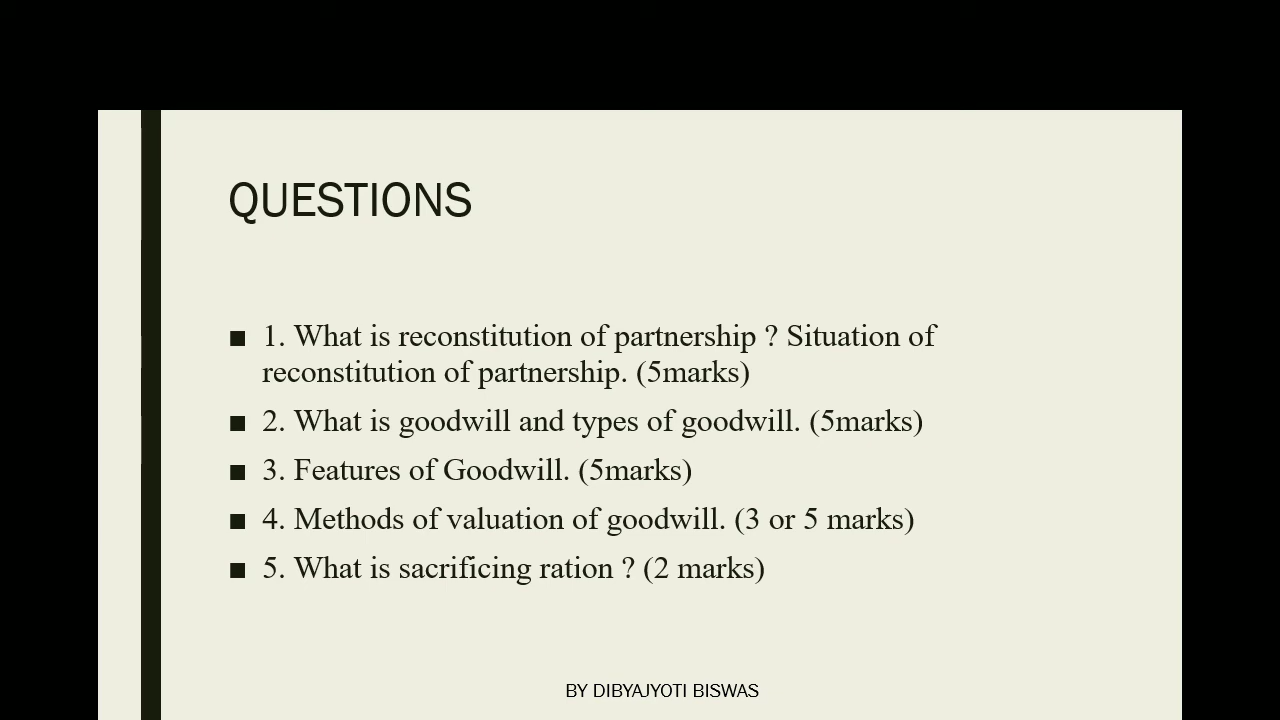 QUESTIONS
■ 1. What is reconstitution of partnership ? Situation of
reconstitution of partnership. (5marks)
■ 2. What is goodwill and types of goodwill. (5marks)
■ 3. Features of Goodwill. (5marks)
■ 4. Methods of valuation of goodwill. (3 or 5 marks)
■ 5. What is sacrificing ration ? (2 marks)
BY DIBYAJYOTI BISWAS